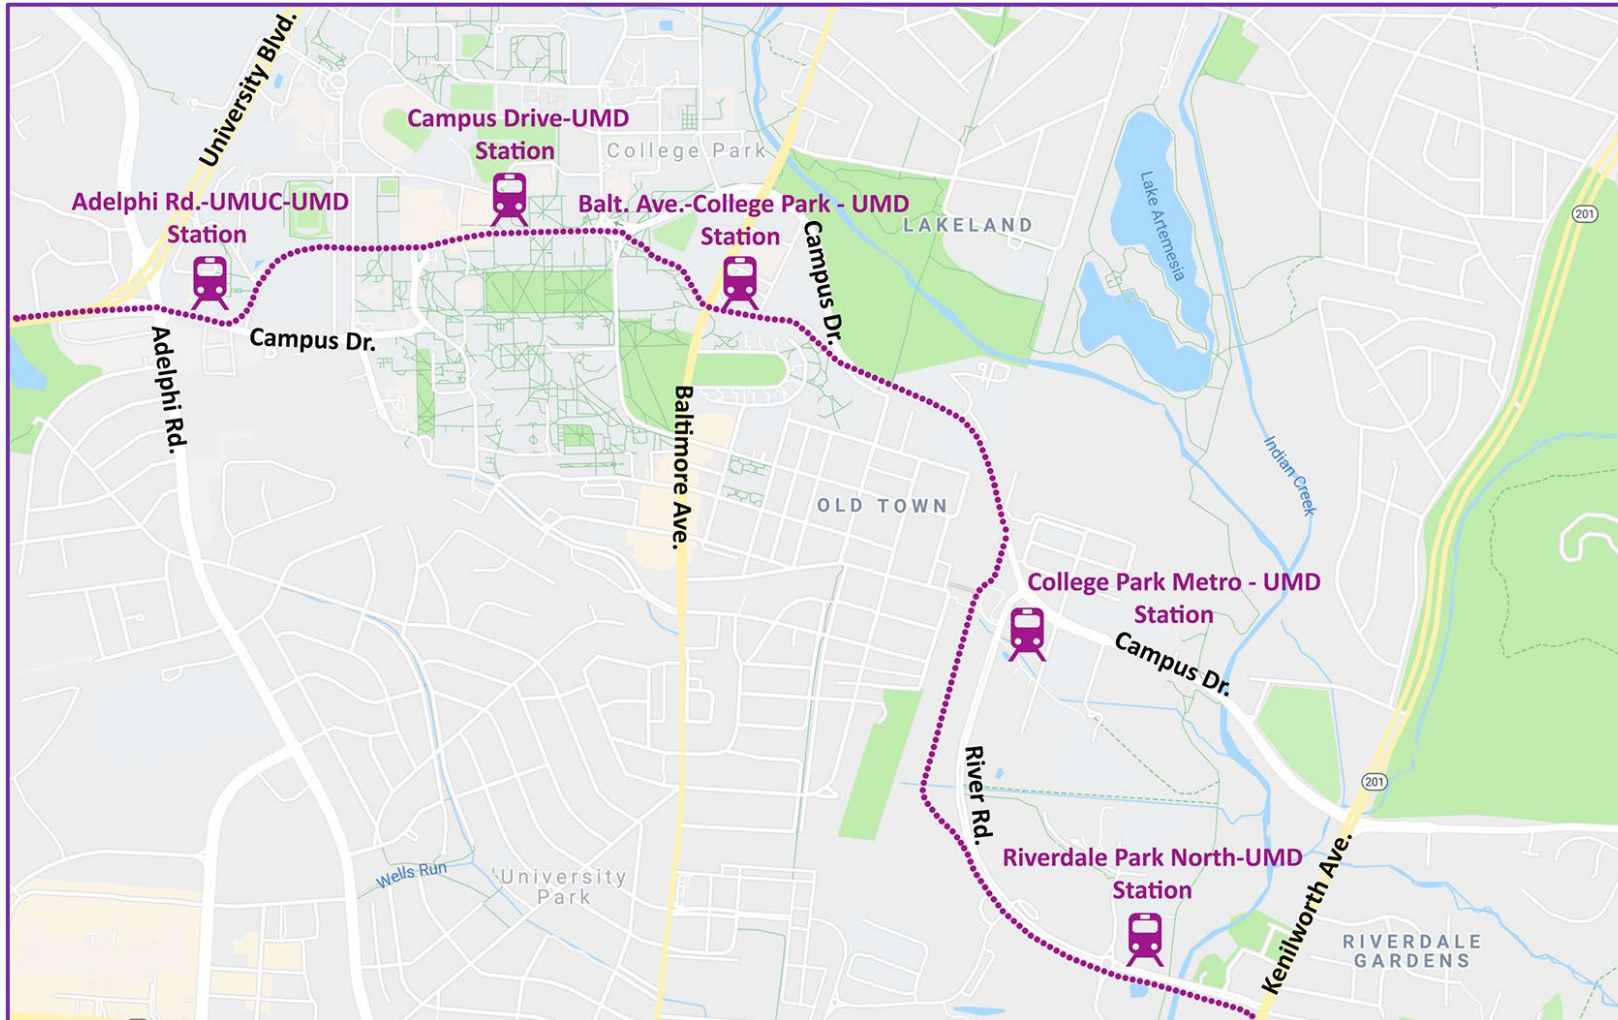 University Blvd.
Campus Drive-UMD
Station
College Park
Adelphi Rd.-UMUC-UMD
Station
Balt. Ave.-College Park - UMD
Station
Campus Dr.
LAKELAND
Lake Artemesia
201
Campus Dr.
Adelphi Rd.
Baltimore Ave.
Indian Creek
OLD TOWN
College Park Metro - UMD
Station
Campus Dr.
River Rd.
201
Riverdale Park North-UMD
Station
Kenilworth Ave.
Wells Run
University
Park
RIVERDALE
GARDENS